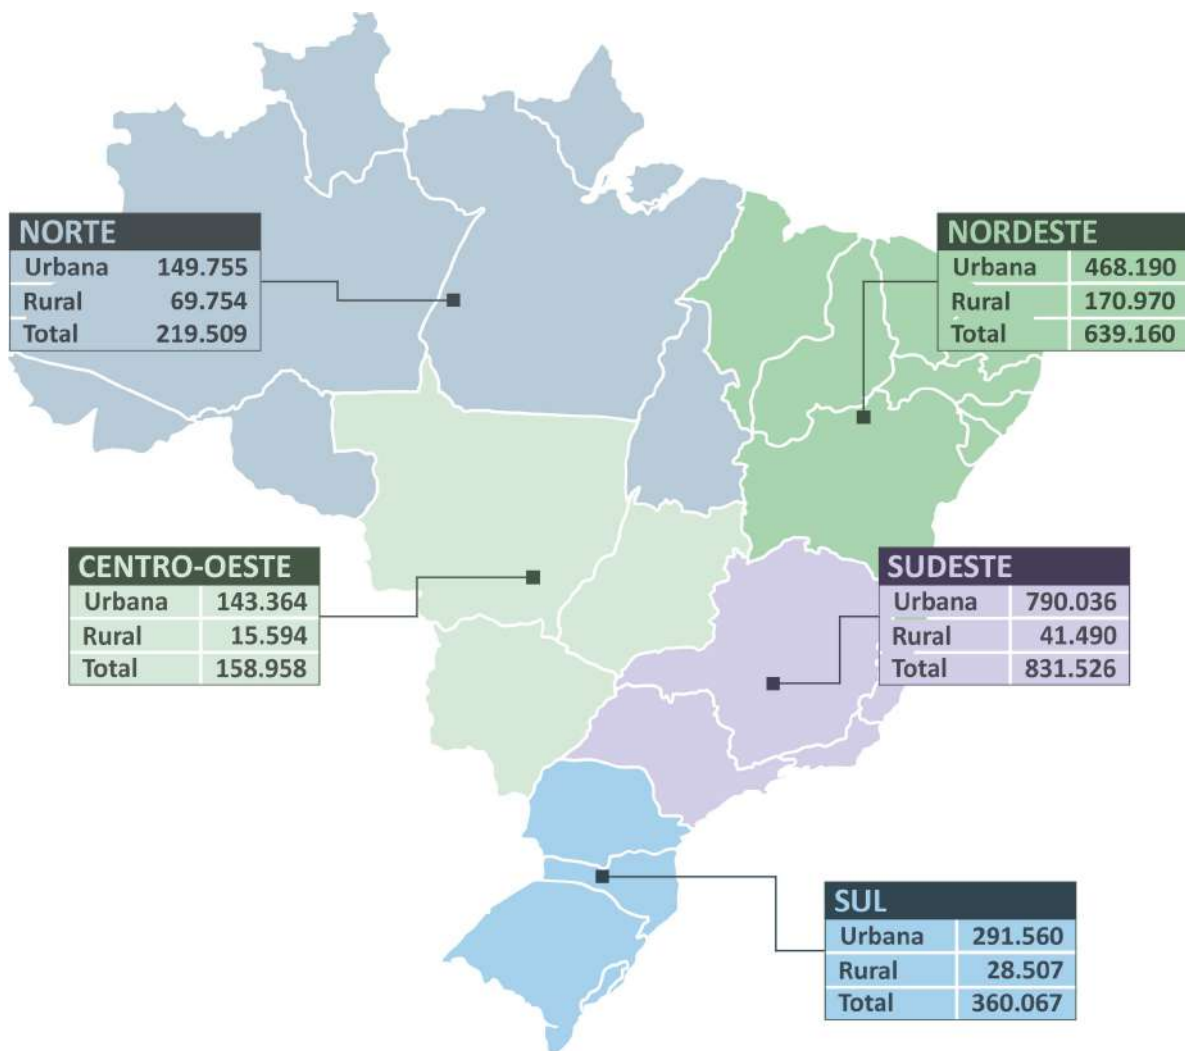 NORTE
Urbana 149.755
Rural 69.754
Total 219.509
NORDESTE
Urbana 468.190
Rural 170.970
Total 639.160
CENTRO-OESTE
Urbana 143.364
Rural 15.594
Total 158.958
SUDESTE
Urbana 790.036
Rural 41.490
Total 831.526
SUL
Urbana 291.560
Rural 28.507
Total 360.067